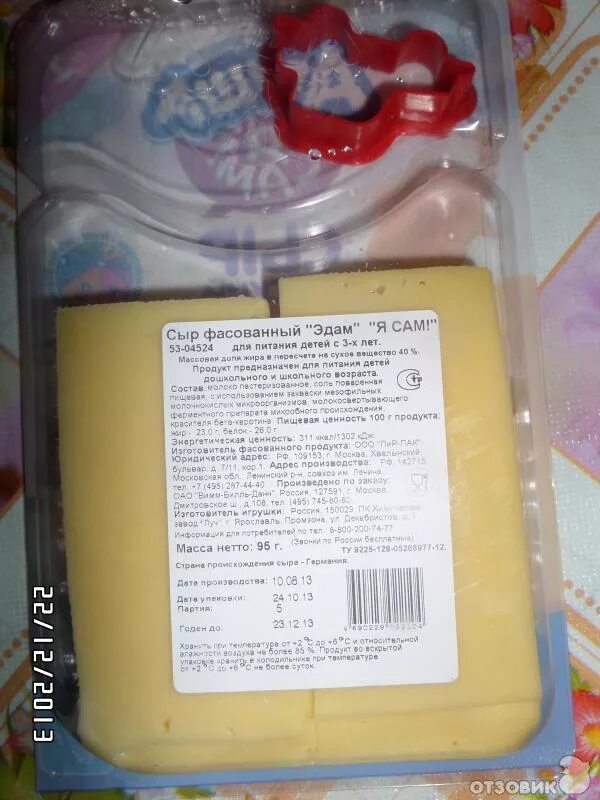 СЫР
Сыр фасованный "Эдам" "Я САМ!"
53-04524 для питания детей с 3-х лет.
Массовая доля жира в пересчете на сухое вещество 40 %.
Продукт предназначен для питания детей
дошкольного и школьного возраста.
Состав: молоко пастеризованное, соль поваренная
пищевая, с использованием закваски мезофильных
молочнокислых микроорганизмов, молокосвертывающего
ферментного препарата микробного происхождения,
красителя бета-каротина. Пищевая ценность 100 г продукта:
жир - 23.0 г; белок - 26.0 г.
Энергетическая ценность: 311 ккал/1302 кДж
Изготовитель фасованного продукта: ООО "ПиР-ПАК",
Юридический адрес: РФ, 109153, г. Москва, Хвалынский
бульвар, д. 7/11, кор.1. Адрес производства: РФ, 142715,
Московская обл., Ленинский р-н, совхоз им. Ленина,
тел. +7 (495) 287-44-40. Произведено по заказу:
ОАО "Вимм-Билль-Данн", Россия, 127591, г. Москва,
Дмитровское ш., д.108, тел. (495) 745-80-80.
Изготовитель игрушки: Россия, 150029, ПК Химический
завод "Луч", г. Ярославль, Промзона, ул. Декабристов, д. 7.
Информация для потребителей по тел.: 8-800-200-74-77
(Звонки по России бесплатные)
Масса нетто: 95 г. ТУ 9225-128-05268977-12.
Страна происхождения сыра - Германия.
Дата производства: 10.08.13
Дата упаковки: 24.10.13
Партия: 5
Годен до: 23.12.13
Хранить при температуре от +2 °C до +6°C и относительной
влажности воздуха не более 85 %. Продукт во вскрытой
упаковке хранить в холодильнике при температуре
от +2 °C до +6°C не более суток.
22/12/2013
ОТЗОВИК